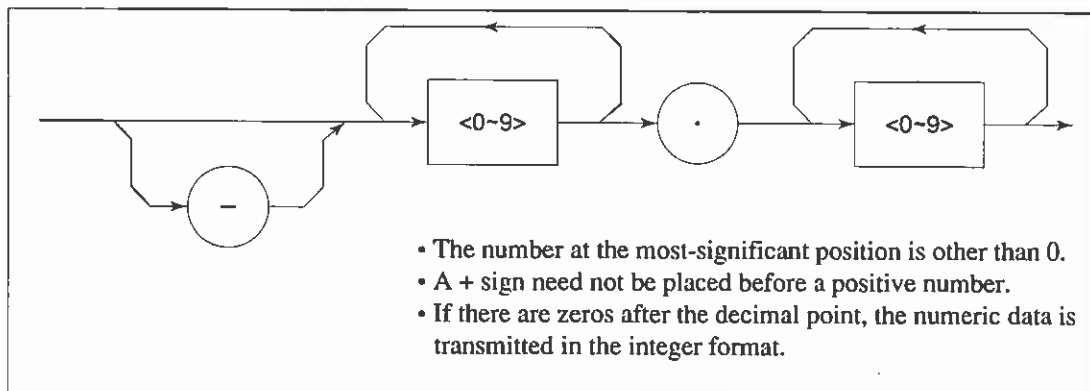 <0~9>
.
<0~9>
−
• The number at the most-significant position is other than 0.
• A + sign need not be placed before a positive number.
• If there are zeros after the decimal point, the numeric data is
transmitted in the integer format.